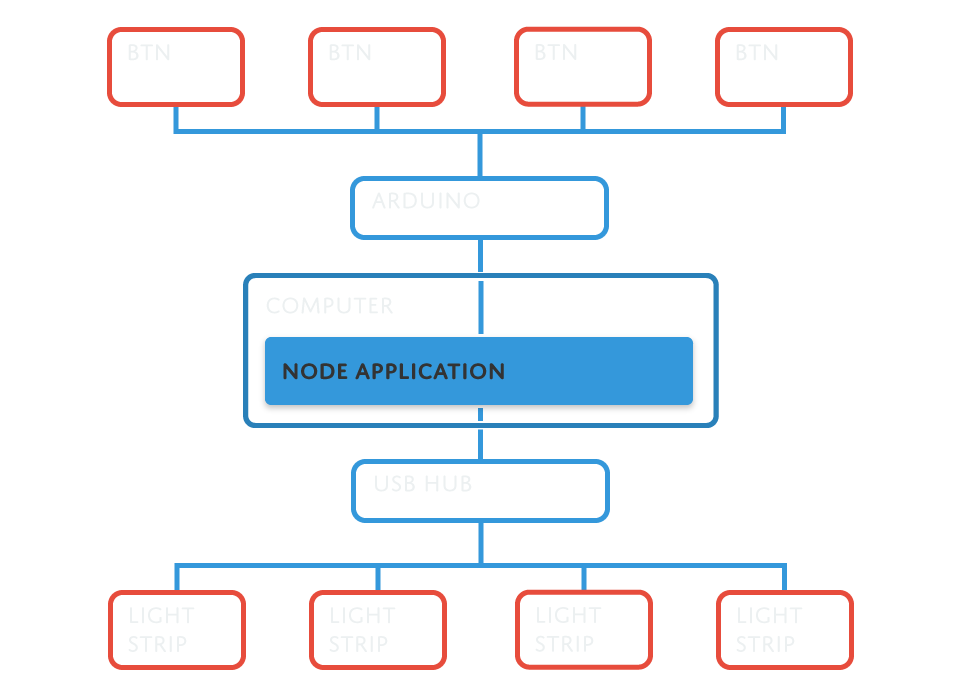 BTN
BTN
BTN
BTN
ARDUINO
COMPUTER
NODE APPLICATION
USB HUB
LIGHT
STRIP
LIGHT
STRIP
LIGHT
STRIP
LIGHT
STRIP